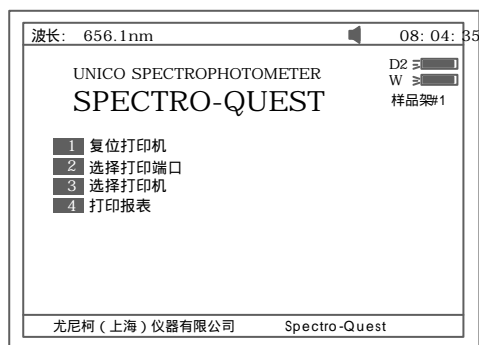 波长: 656.1nm 08: 04: 35
D2
UNICO SPECTROPHOTOMETER
W
SPECTRO-QUEST
样品架#1
1 复位打印机
2 选择打印端口
3 选择打印机
4 打印报表
尤尼柯（上海）仪器有限公司 Spectro-Quest